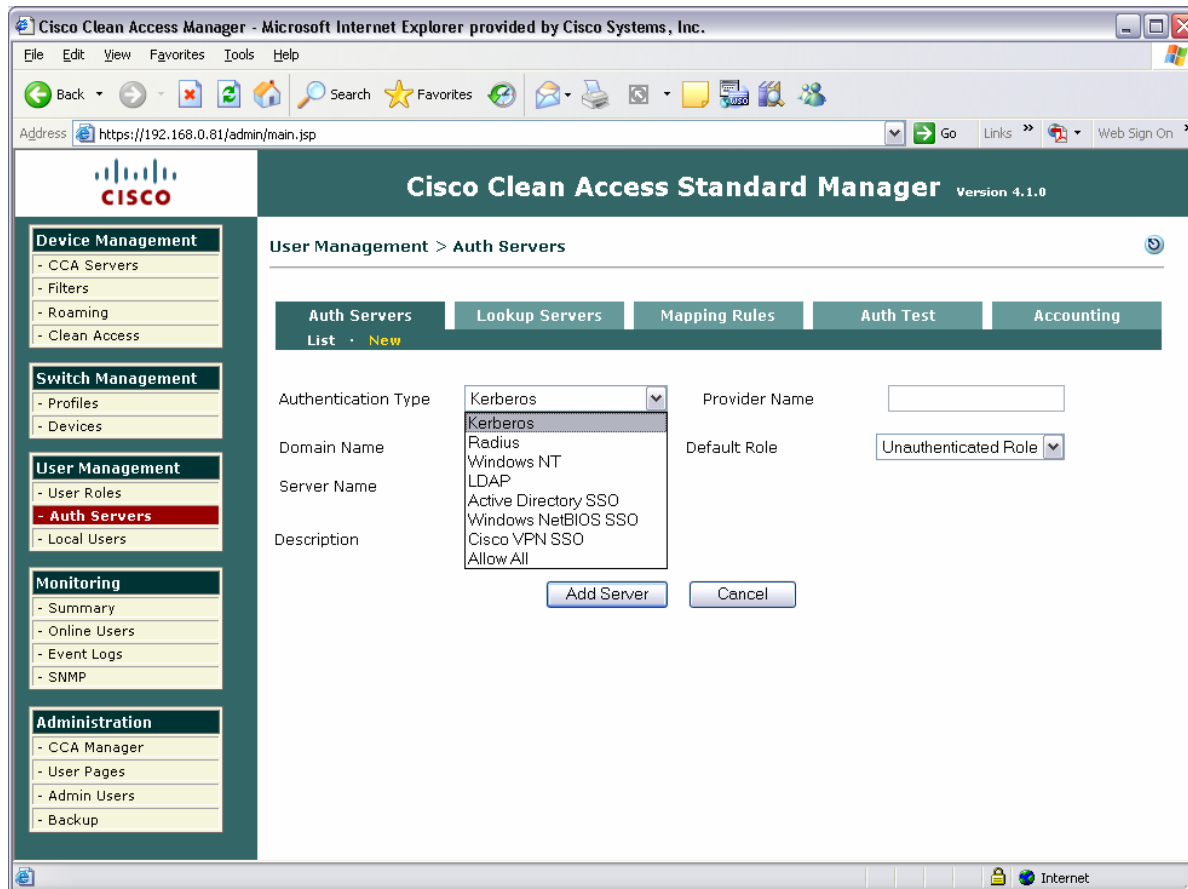 Cisco Clean Access Manager - Microsoft Internet Explorer provided by Cisco Systems, Inc.
File Edit View Favorites Tools Help
Back Search Favorites
Address https://192.168.0.81/admin/main.jsp Go Links » Web Sign On »
CISCO
Cisco Clean Access Standard Manager Version 4.1.0
Device Management
- CCA Servers
- Filters
- Roaming
- Clean Access
Switch Management
- Profiles
- Devices
User Management
- User Roles
- Auth Servers
- Local Users
Monitoring
- Summary
- Online Users
- Event Logs
- SNMP
Administration
- CCA Manager
- User Pages
- Admin Users
- Backup
User Management > Auth Servers
Auth Servers Lookup Servers Mapping Rules Auth Test Accounting
List · New
Authentication Type Kerberos Provider Name
Kerberos
Radius
Windows NT
LDAP
Active Directory SSO
Windows NetBIOS SSO
Cisco VPN SSO
Allow All
Domain Name Default Role Unauthenticated Role
Server Name
Description
Add Server Cancel
Internet